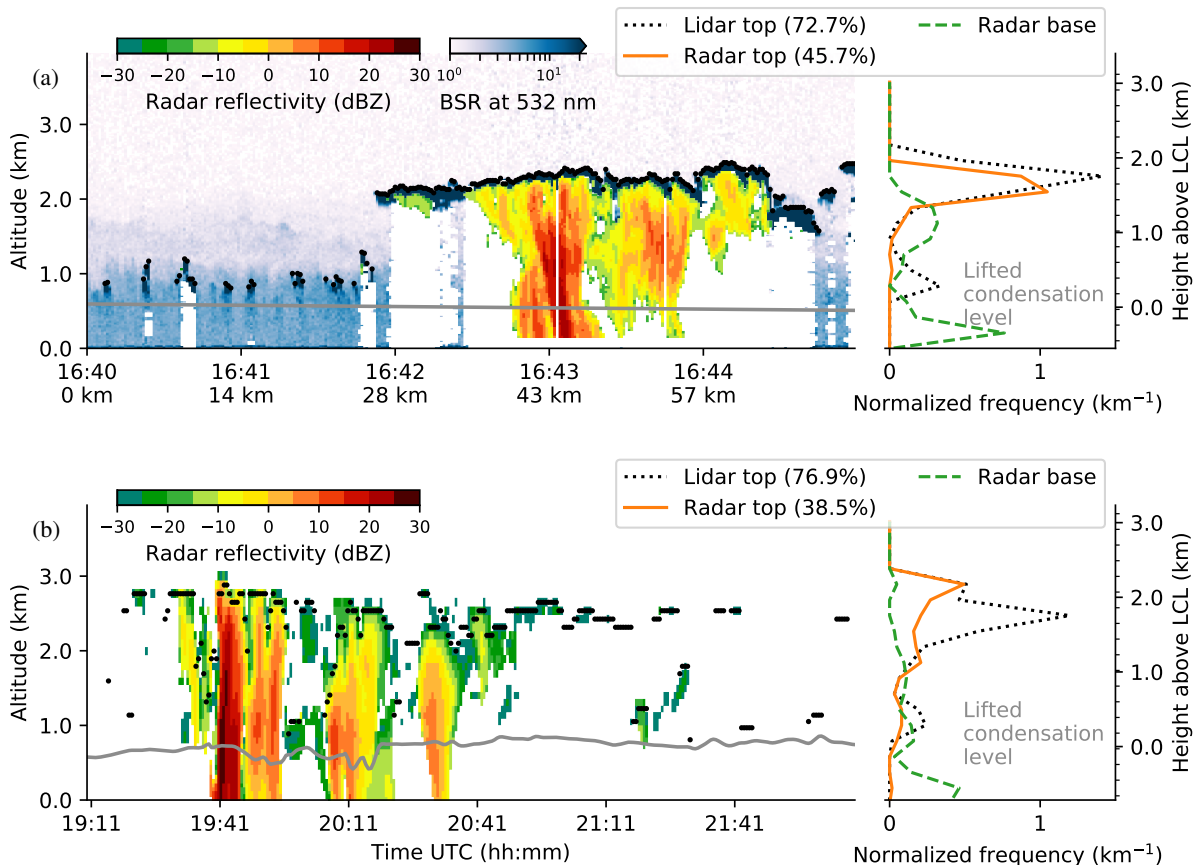 Lidar top (72.7%)
Radar base
Radar top (45.7%)
(a)
−30 −20 −10 0 10 20 30
Radar reflectivity (dBZ)
10⁰ 10¹
BSR at 532 nm
Altitude (km)
3.0
2.0
1.0
0.0
16:40 16:41 16:42 16:43 16:44
0 km 14 km 28 km 43 km 57 km
Lifted
condensation
level
3.0
2.0
1.0
0.0
Height above LCL (km)
0 1
Normalized frequency (km⁻¹)
Lidar top (76.9%)
Radar base
Radar top (38.5%)
(b)
−30 −20 −10 0 10 20 30
Radar reflectivity (dBZ)
Altitude (km)
3.0
2.0
1.0
0.0
19:11 19:41 20:11 20:41 21:11 21:41
Time UTC (hh:mm)
Lifted
condensation
level
3.0
2.0
1.0
0.0
Height above LCL (km)
0 1
Normalized frequency (km⁻¹)